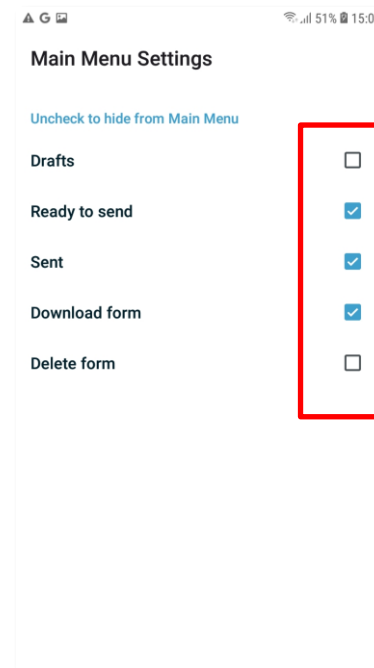 G 51% 15:0
Main Menu Settings
Uncheck to hide from Main Menu
Drafts
Ready to send
Sent
Download form
Delete form